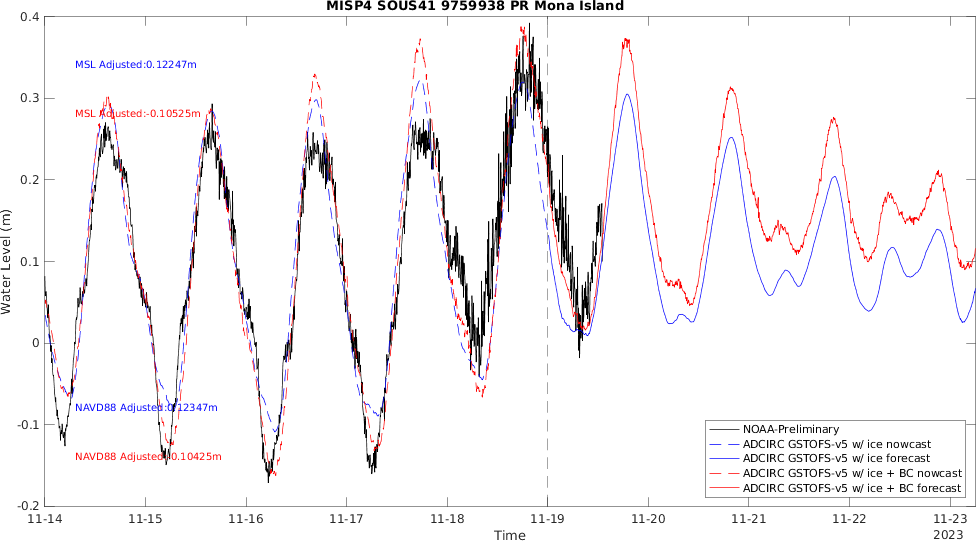 MISP4 SOUS41 9759938 PR Mona Island
0.4
0.3
0.2
0.1
0
-0.1
-0.2
Water Level (m)
MSL Adjusted:0.12247m
MSL Adjusted:-0.10525m
NAVD88 Adjusted:0.12347m
NAVD88 Adjusted:-0.10425m
NOAA-Preliminary
ADCIRC GSTOFS-v5 w/ ice nowcast
ADCIRC GSTOFS-v5 w/ ice forecast
ADCIRC GSTOFS-v5 w/ ice + BC nowcast
ADCIRC GSTOFS-v5 w/ ice + BC forecast
11-14 11-15 11-16 11-17 11-18 11-19 11-20 11-21 11-22 11-23
Time 2023